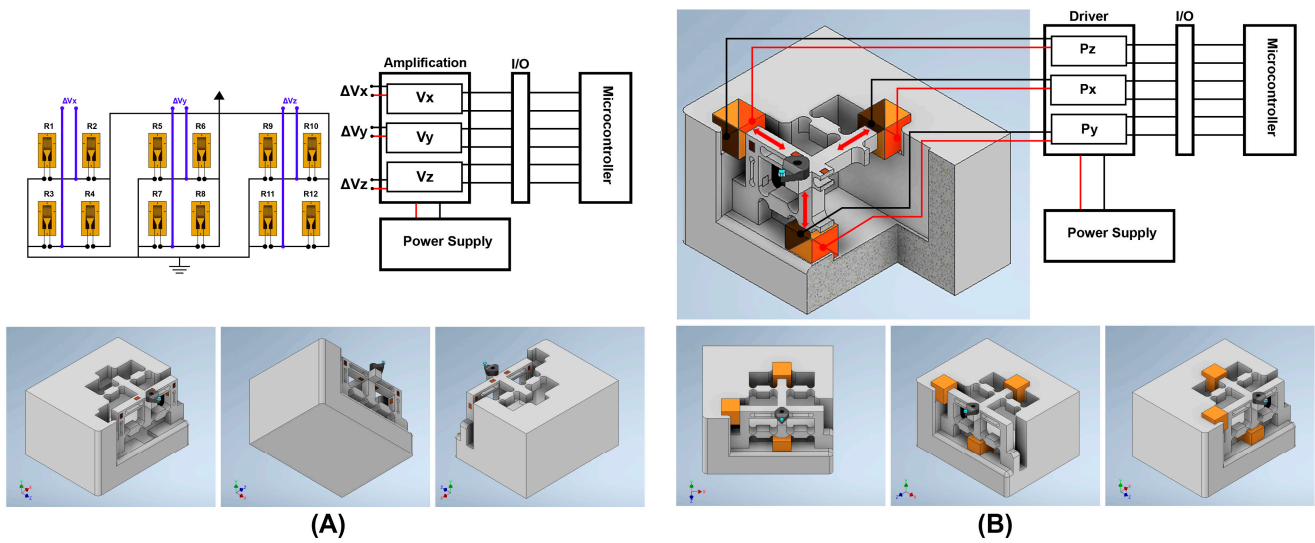 ΔVx
ΔVy
ΔVz
R1
R2
R5
R6
R9
R10
R3
R4
R7
R8
R11
R12
Amplification
I/O
ΔVx
Vx
ΔVy
Vy
ΔVz
Vz
Microcontroller
Power Supply
(A)
Driver
I/O
Pz
Px
Py
Microcontroller
Power Supply
(B)